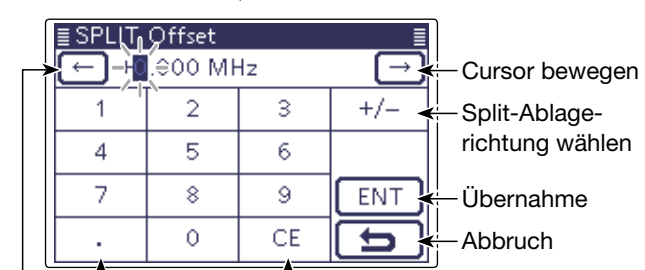 SPLIT Offset
← +0.000 MHz →
Cursor bewegen
1 2 3 +/−
Split-Ablage-
richtung wählen
4 5 6
7 8 9 ENT
Übernahme
. 0 CE
Abbruch